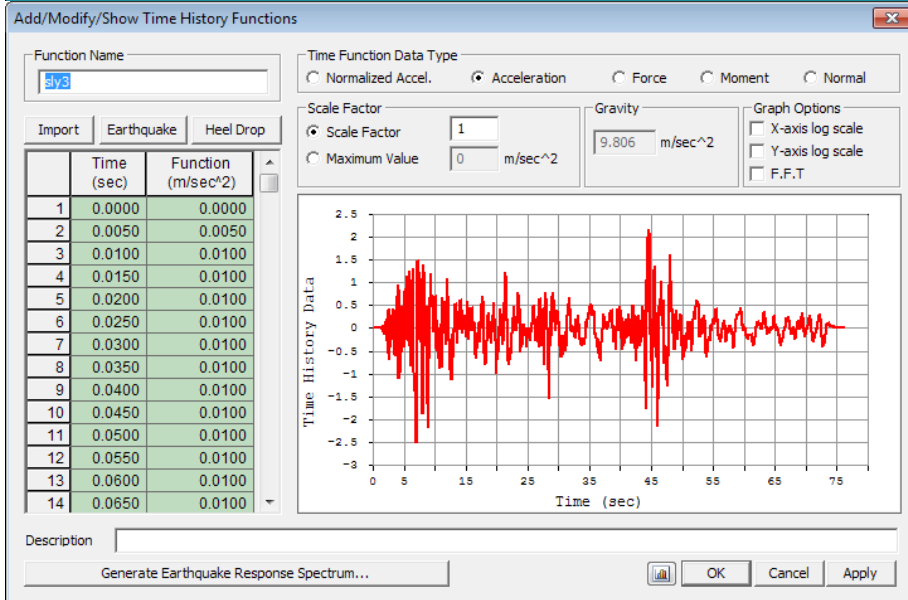 Add/Modify/Show Time History Functions
Function Name
sly3
Time Function Data Type
Normalized Accel. Acceleration Force Moment Normal
Import Earthquake Heel Drop
Scale Factor
Scale Factor 1
Maximum Value 0 m/sec^2
Gravity
9.806 m/sec^2
Graph Options
X-axis log scale
Y-axis log scale
F.F.T
Time (sec) Function (m/sec^2)
1 0.0000 0.0000
2 0.0050 0.0050
3 0.0100 0.0100
4 0.0150 0.0100
5 0.0200 0.0100
6 0.0250 0.0100
7 0.0300 0.0100
8 0.0350 0.0100
9 0.0400 0.0100
10 0.0450 0.0100
11 0.0500 0.0100
12 0.0550 0.0100
13 0.0600 0.0100
14 0.0650 0.0100
Time History Data
2.5
2
1.5
1
0.5
0
-0.5
-1
-1.5
-2
-2.5
-3
0 5 15 25 35 45 55 65 75
Time (sec)
Description
Generate Earthquake Response Spectrum... OK Cancel Apply